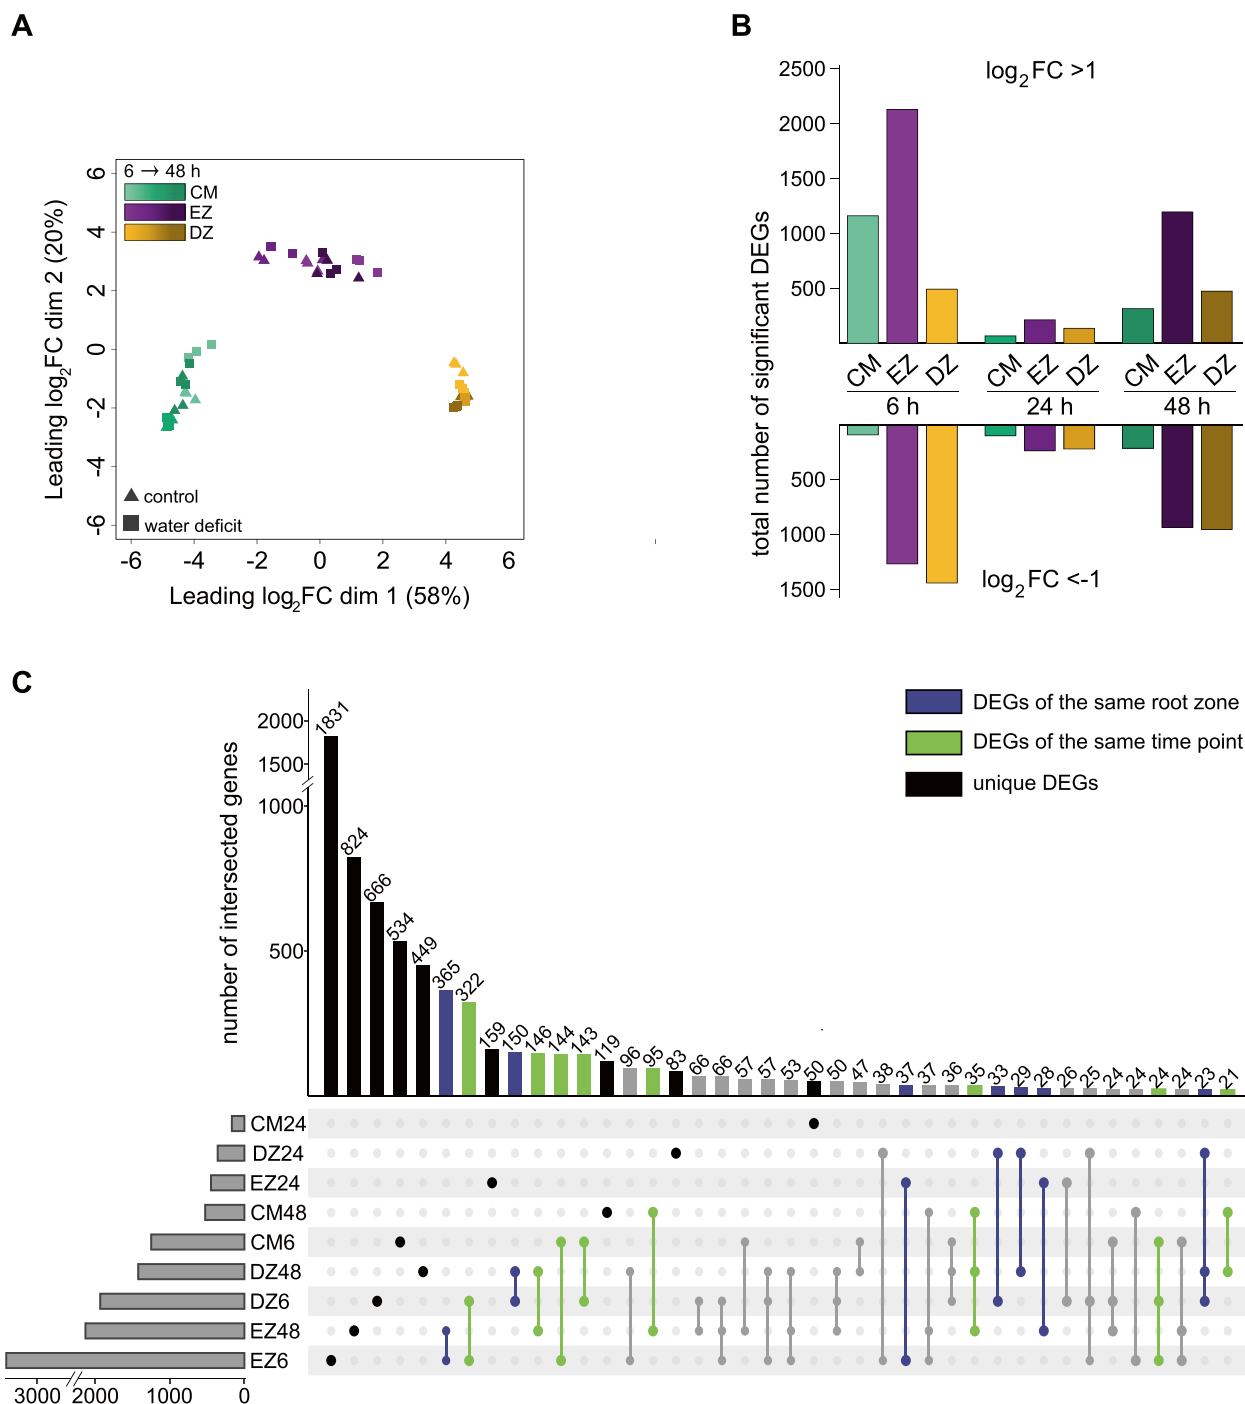 A
6 → 48 h
CM
EZ
DZ
6
4
2
0
-2
-4
-6
Leading log2FC dim 2 (20%)
control
water deficit
-6 -4 -2 0 2 4 6
Leading log2FC dim 1 (58%)
B
log2FC >1
2500
2000
1500
1000
500
total number of significant DEGs
CM EZ DZ CM EZ DZ CM EZ DZ
6 h 24 h 48 h
500
1000
1500
log2FC <-1
C
DEGs of the same root zone
DEGs of the same time point
unique DEGs
number of intersected genes
2000
1500
1000
500
1831 824 666 534 449 365 322 159 150 146 144 143 119 96 95 83 66 66 57 57 53 50 50 47 38 37 37 36 35 33 29 28 26 25 24 24 24 24 23 21
CM24
DZ24
EZ24
CM48
CM6
DZ48
DZ6
EZ48
EZ6
3000 2000 1000 0